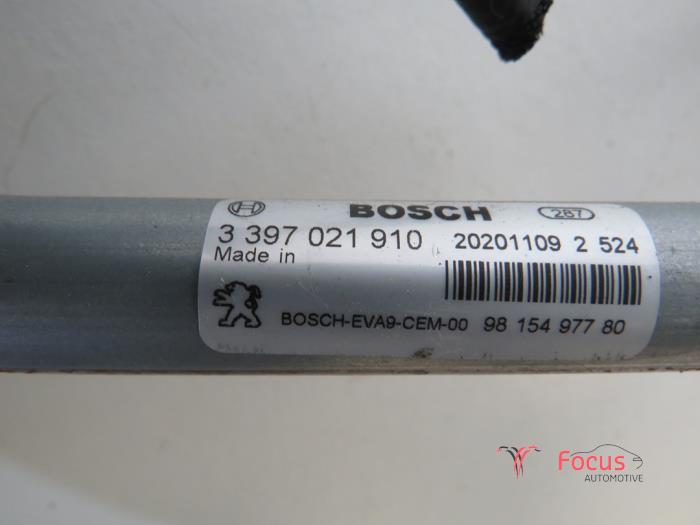 BOSCH 287
3 397 021 910 20201109 2 524
Made in
BOSCH-EVA9-CEM-00 98 154 977 80
Focus
AUTOMOTIVE